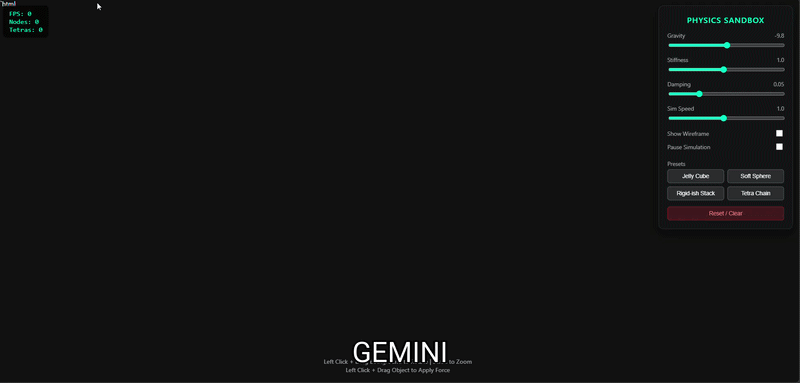 `html
FPS: 0
Nodes: 0
Tetras: 0
PHYSICS SANDBOX
Gravity -9.8
Stiffness 1.0
Damping 0.05
Sim Speed 1.0
Show Wireframe
Pause Simulation
Presets
Jelly Cube Soft Sphere
Rigid-ish Stack Tetra Chain
Reset / Clear
GEMINI
Left Click + to Zoom
Left Click + Drag Object to Apply Force